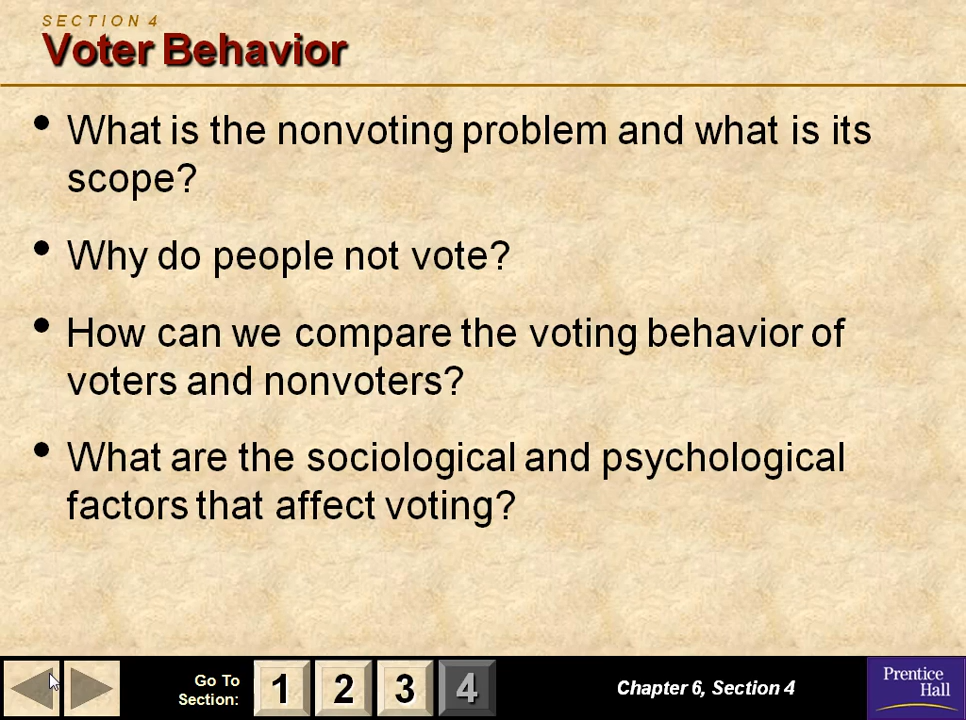 SECTION 4
Voter Behavior
• What is the nonvoting problem and what is its
scope?
• Why do people not vote?
• How can we compare the voting behavior of
voters and nonvoters?
• What are the sociological and psychological
factors that affect voting?
Go To
Section:
1 2 3 4
Chapter 6, Section 4
Prentice
Hall